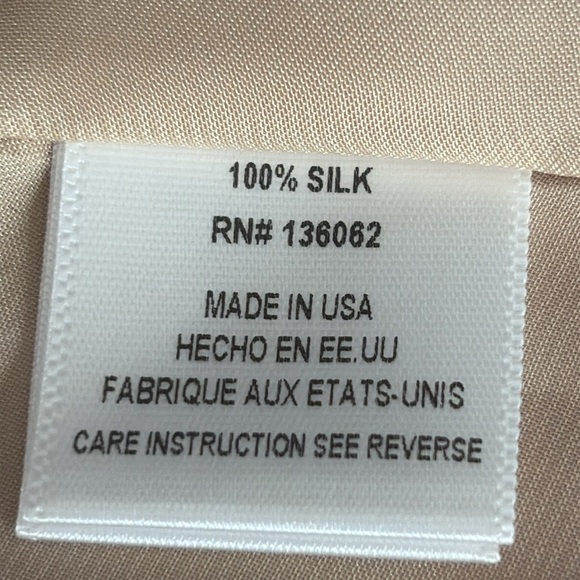 100% SILK
RN# 136062
MADE IN USA
HECHO EN EE.UU
FABRIQUE AUX ETATS-UNIS
CARE INSTRUCTION SEE REVERSE